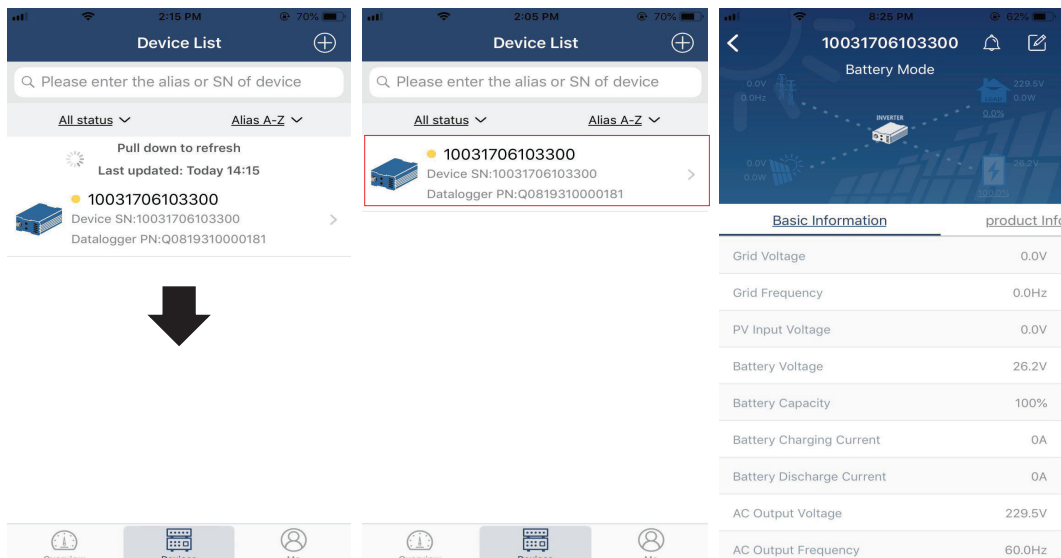 2:15 PM
70%
Device List
Please enter the alias or SN of device
All status
Alias A-Z
Pull down to refresh
Last updated: Today 14:15
10031706103300
Device SN:10031706103300
Datalogger PN:Q0819310000181
Devices
2:05 PM
70%
Device List
Please enter the alias or SN of device
All status
Alias A-Z
10031706103300
Device SN:10031706103300
Datalogger PN:Q0819310000181
Devices
8:25 PM
62%
10031706103300
Battery Mode
0.0V
0.0Hz
229.5V
0.0W
0.0%
INVERTER
0.0V
0.0W
26.2V
100.0%
Basic Information
product Info
Grid Voltage 0.0V
Grid Frequency 0.0Hz
PV Input Voltage 0.0V
Battery Voltage 26.2V
Battery Capacity 100%
Battery Charging Current 0A
Battery Discharge Current 0A
AC Output Voltage 229.5V
AC Output Frequency 60.0Hz